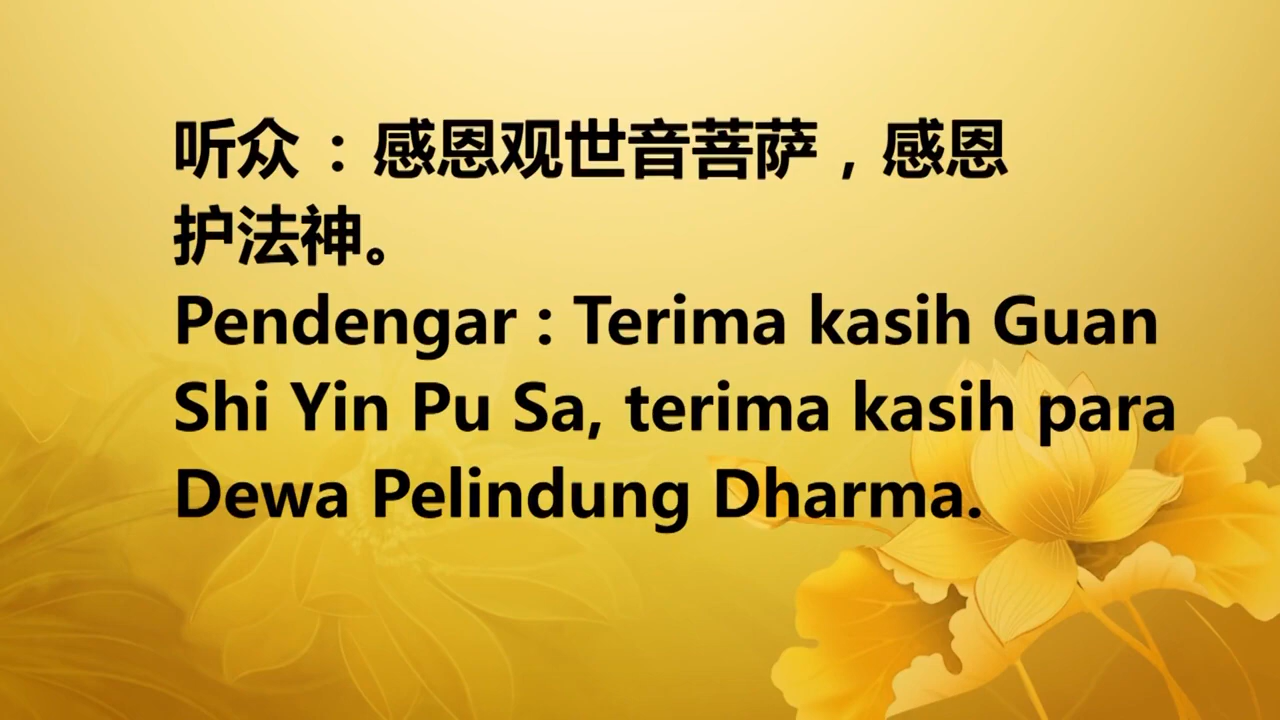 听众：感恩观世音菩萨，感恩
护法神。
Pendengar : Terima kasih Guan
Shi Yin Pu Sa, terima kasih para
Dewa Pelindung Dharma.